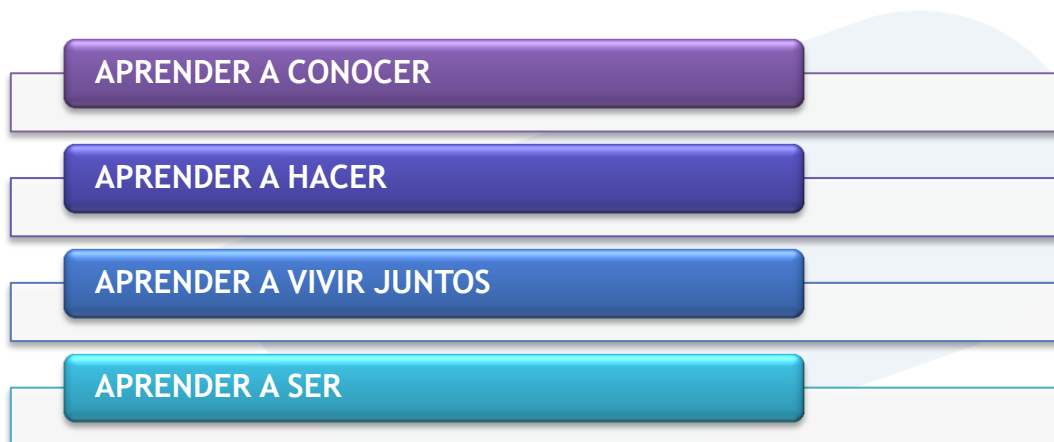 APRENDER A CONOCER
APRENDER A HACER
APRENDER A VIVIR JUNTOS
APRENDER A SER